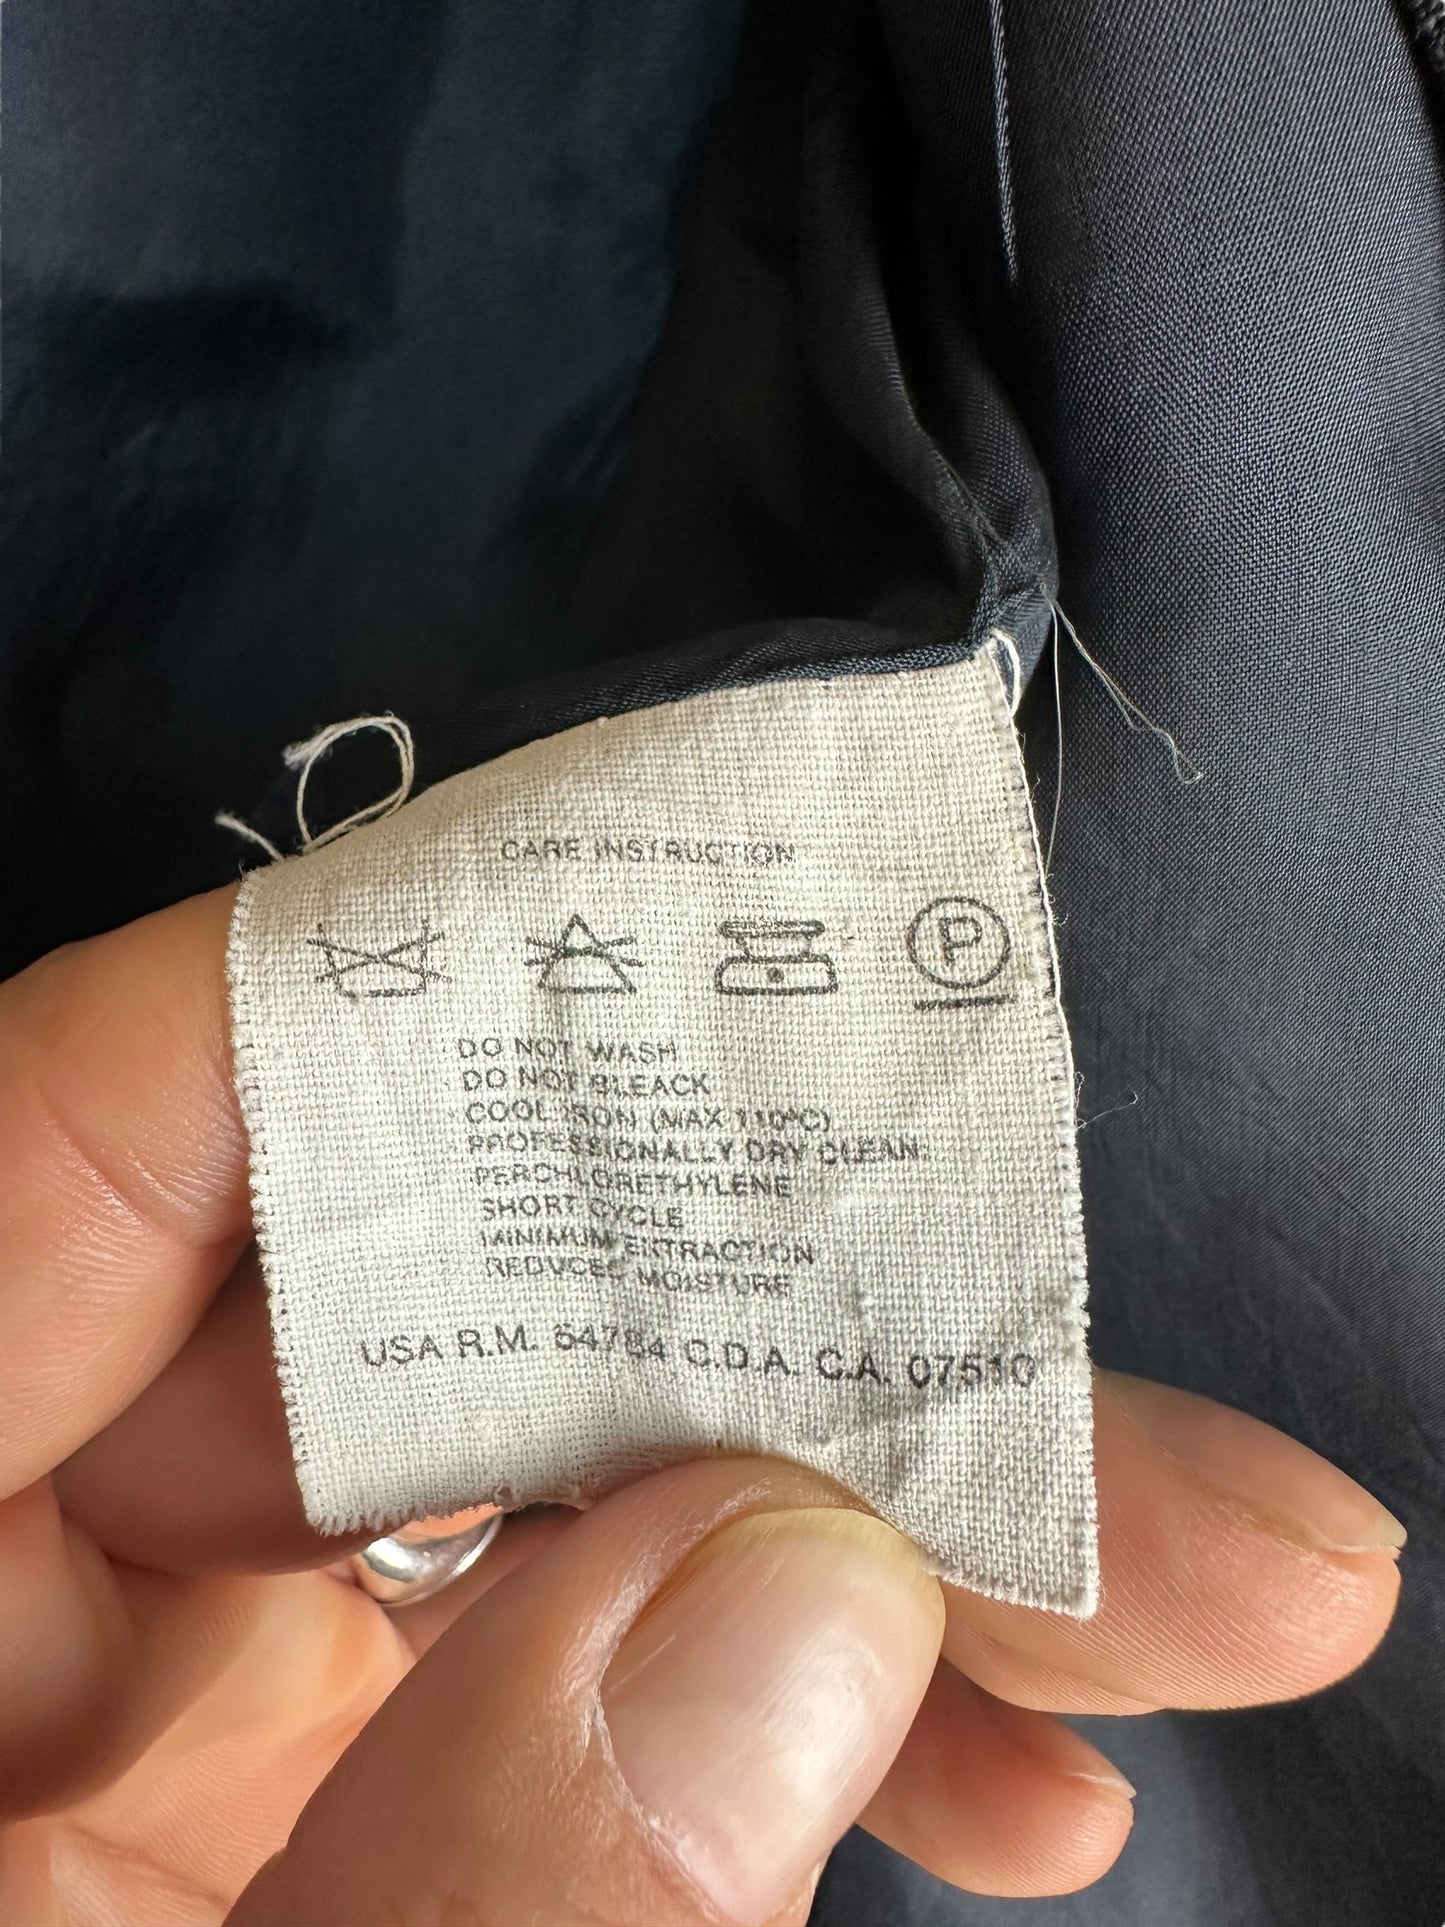 CARE INSTRUCTION
P
DO NOT WASH
DO NOT BLEACK
COOL IRON (MAX 110°C)
PROFESSIONALLY DRY CLEAN.
PERCHLORETHYLENE
SHORT CYCLE
MINIMUM EXTRACTION
REDUCES MOISTURE
USA R.M. 54784 C.D.A. C.A. 07510